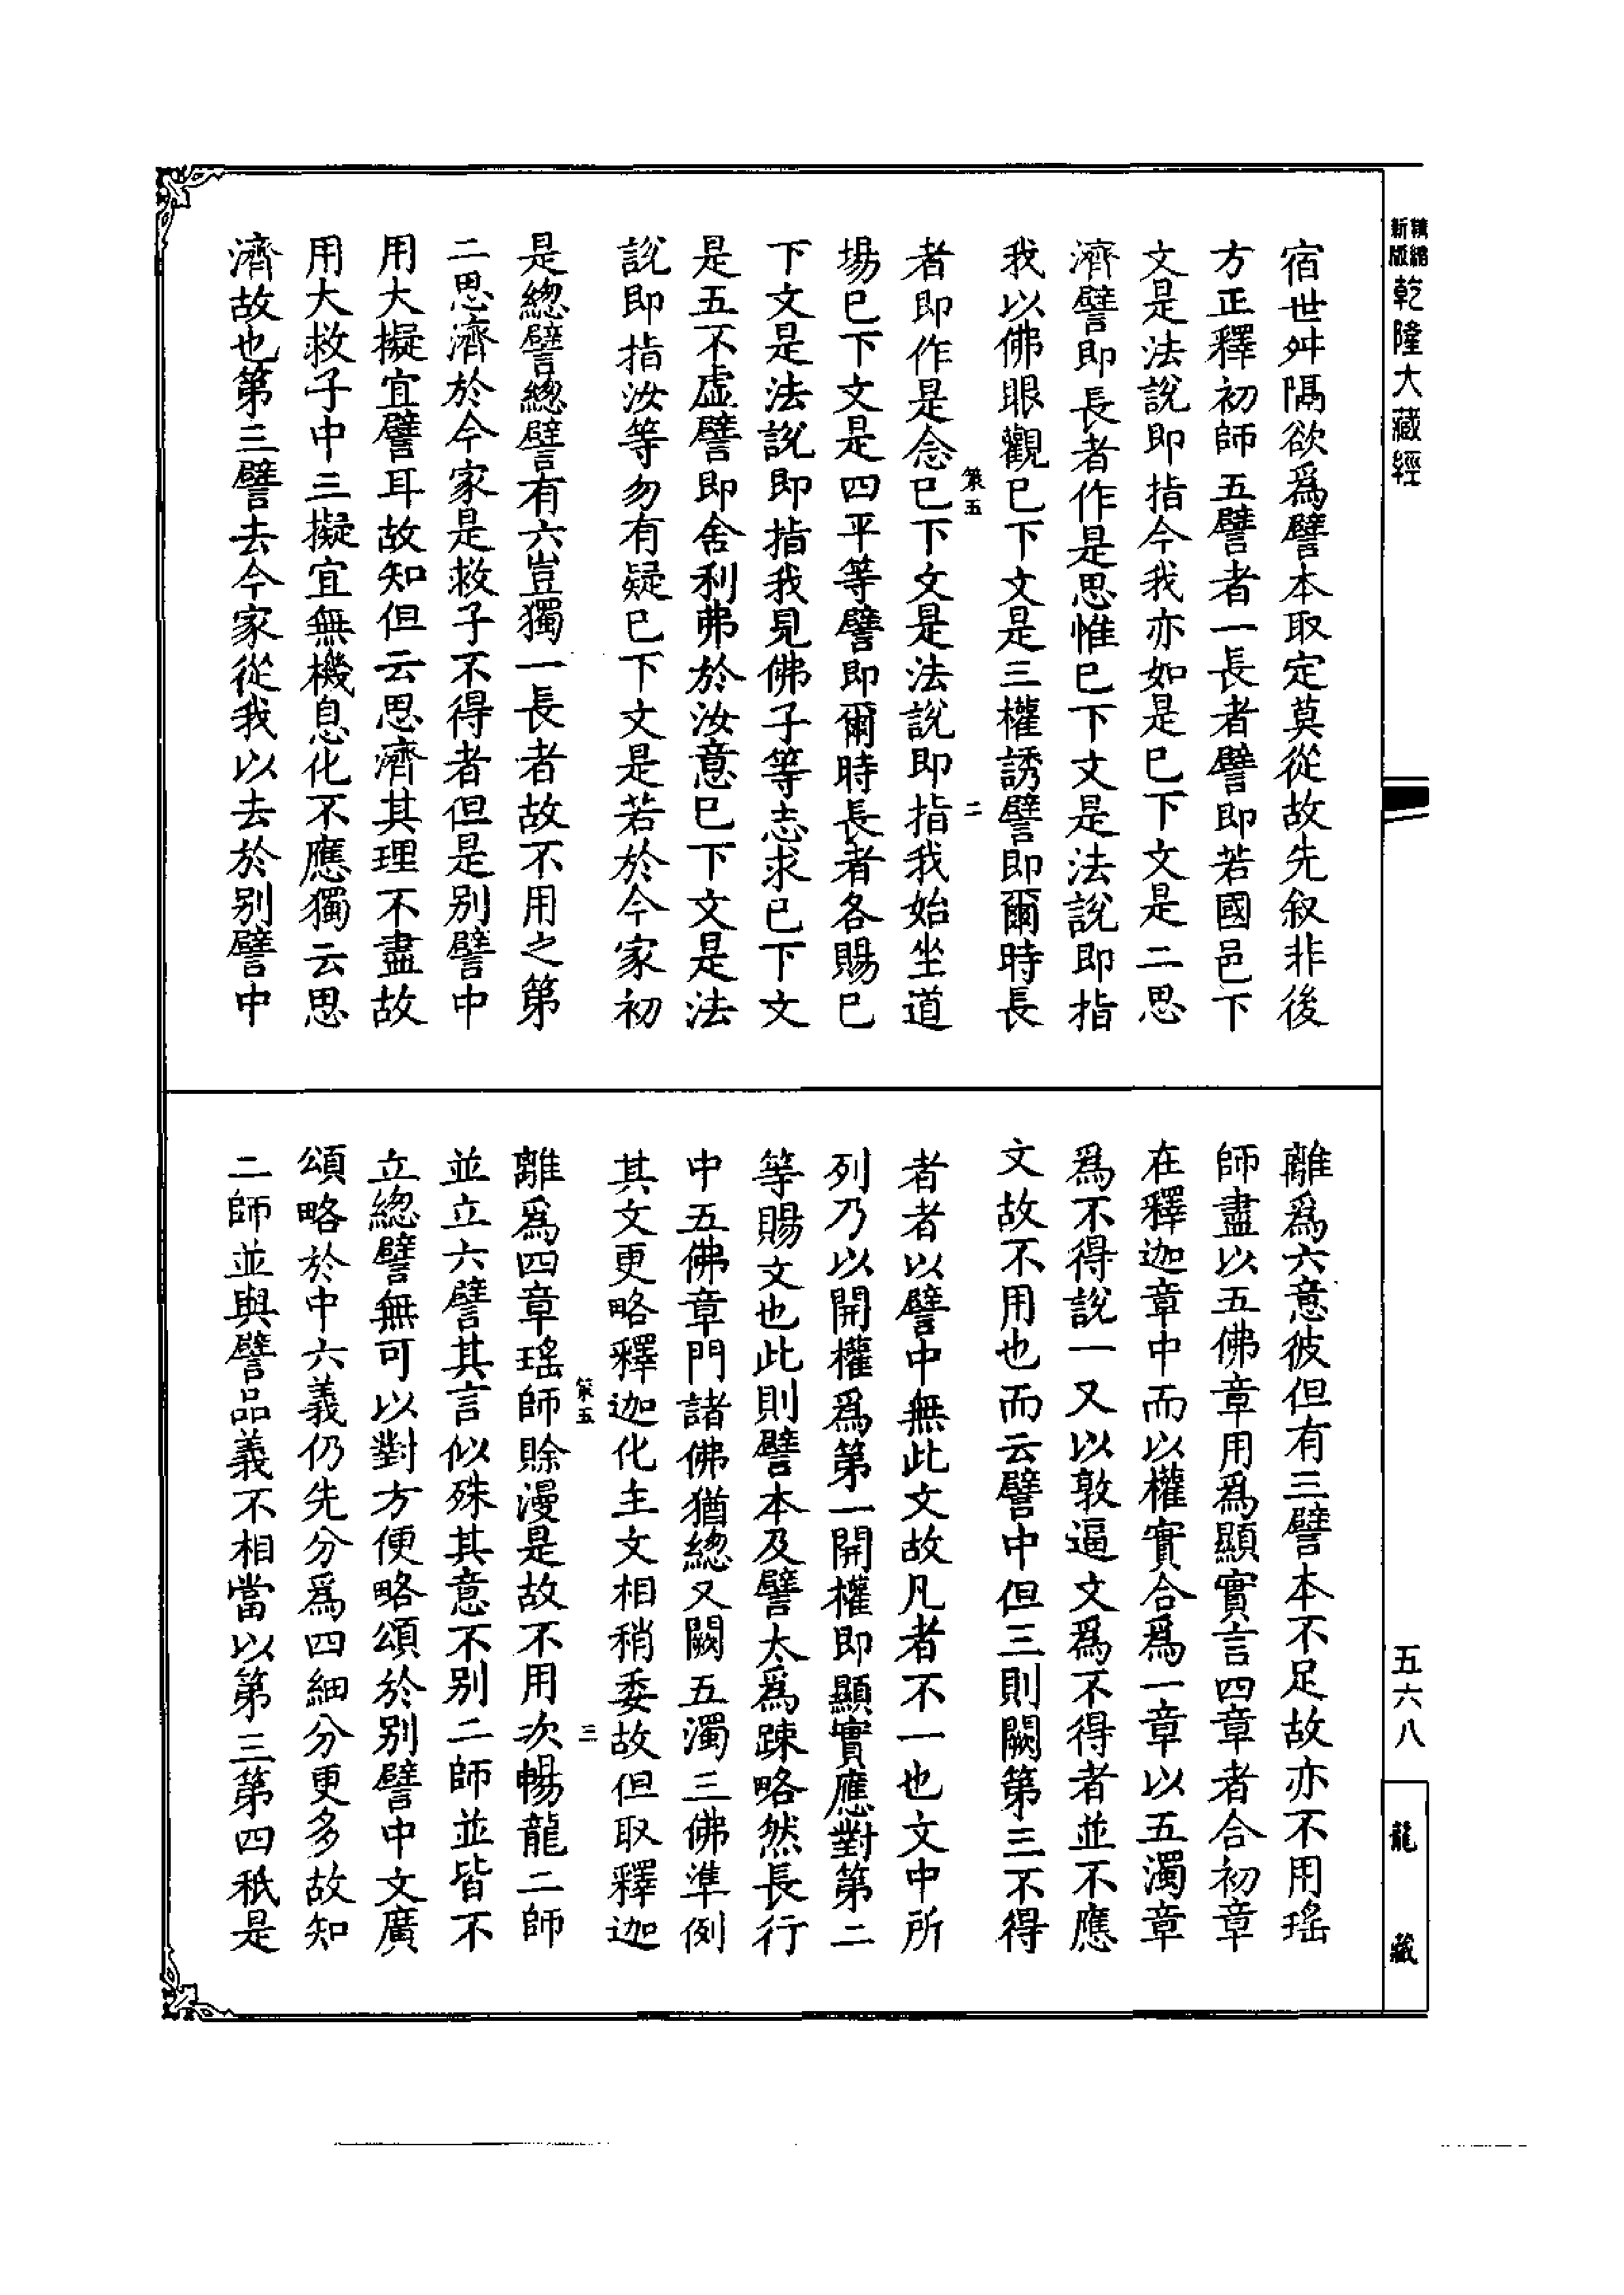 精縮新版乾隆大藏經
宿世舛隔欲爲譬本取定莫從故先叙非後
方正釋初師五譬者一長者譬即若國邑下
文是法說即指今我亦如是巳下文是二思
濟譬即長者作是思惟巳下文是法說即指
我以佛眼觀巳下文是三權誘譬即爾時長
策五
二
者即作是念巳下文是法說即指我始坐道
場巳下文是四平等譬即爾時長者各賜巳
下文是法說即指我見佛子等志求巳下文
是五不虛譬即舍利弗於汝意巳下文是法
說即指汝等勿有疑巳下文是若於今家初
是緫譬緫譬有六豈獨一長者故不用之第
二思濟於今家是救子不得者但是別譬中
用大擬宜譬耳故知但云思濟其理不盡故
用大救子中三擬宜無機息化不應獨云思
濟故也第三譬去今家從我以去於別譬中
離爲六意彼但有三譬本不足故亦不用瑤
師盡以五佛章用爲顯實言四章者合初章
在釋迦章中而以權實合爲一章以五濁章
爲不得說一又以敦逼文爲不得者並不應
文故不用也而云譬中但三則闕第三不得
者者以譬中無此文故凡者不一也文中所
列乃以開權爲第一開權即顯實應對第二
等賜文也此則譬本及譬太爲踈略然長行
中五佛章門諸佛猶緫又闕五濁三佛準例
其文更略釋迦化主文相稍委故但取釋迦
策五
三
離爲四章瑤師賒漫是故不用次暢龍二師
並立六譬其言似殊其意不別二師並皆不
立緫譬無可以對方便略頌於別譬中文廣
頌略於中六義仍先分爲四細分更多故知
二師並與譬品義不相當以第三第四秖是
五六八
龍藏